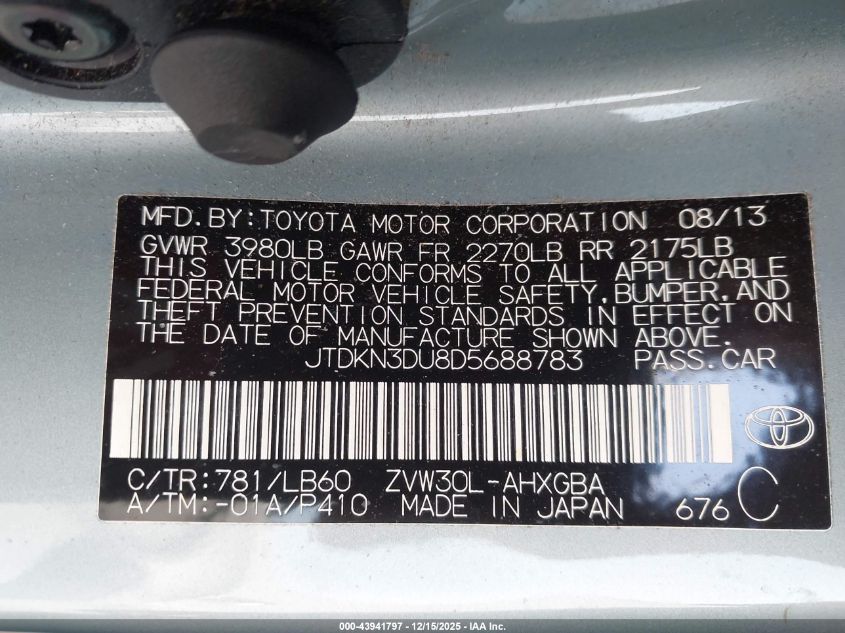 MFD.BY:TOYOTA MOTOR CORPORATION 08/13
GVWR 3980LB GAWR FR 2270LB RR 2175LB
THIS VEHICLE CONFORMS TO ALL APPLICABLE
FEDERAL MOTOR VEHICLE SAFETY,BUMPER,AND
THEFT PREVENTION STANDARDS IN EFFECT ON
THE DATE OF MANUFACTURE SHOWN ABOVE.
JTDKN3DU8D5688783 PASS.CAR
C/TR:781/LB60 ZVW30L-AHXGBA
A/TM:-01A/P410 MADE IN JAPAN 676 C
000-43941797 - 12/15/2025 - IAA Inc.